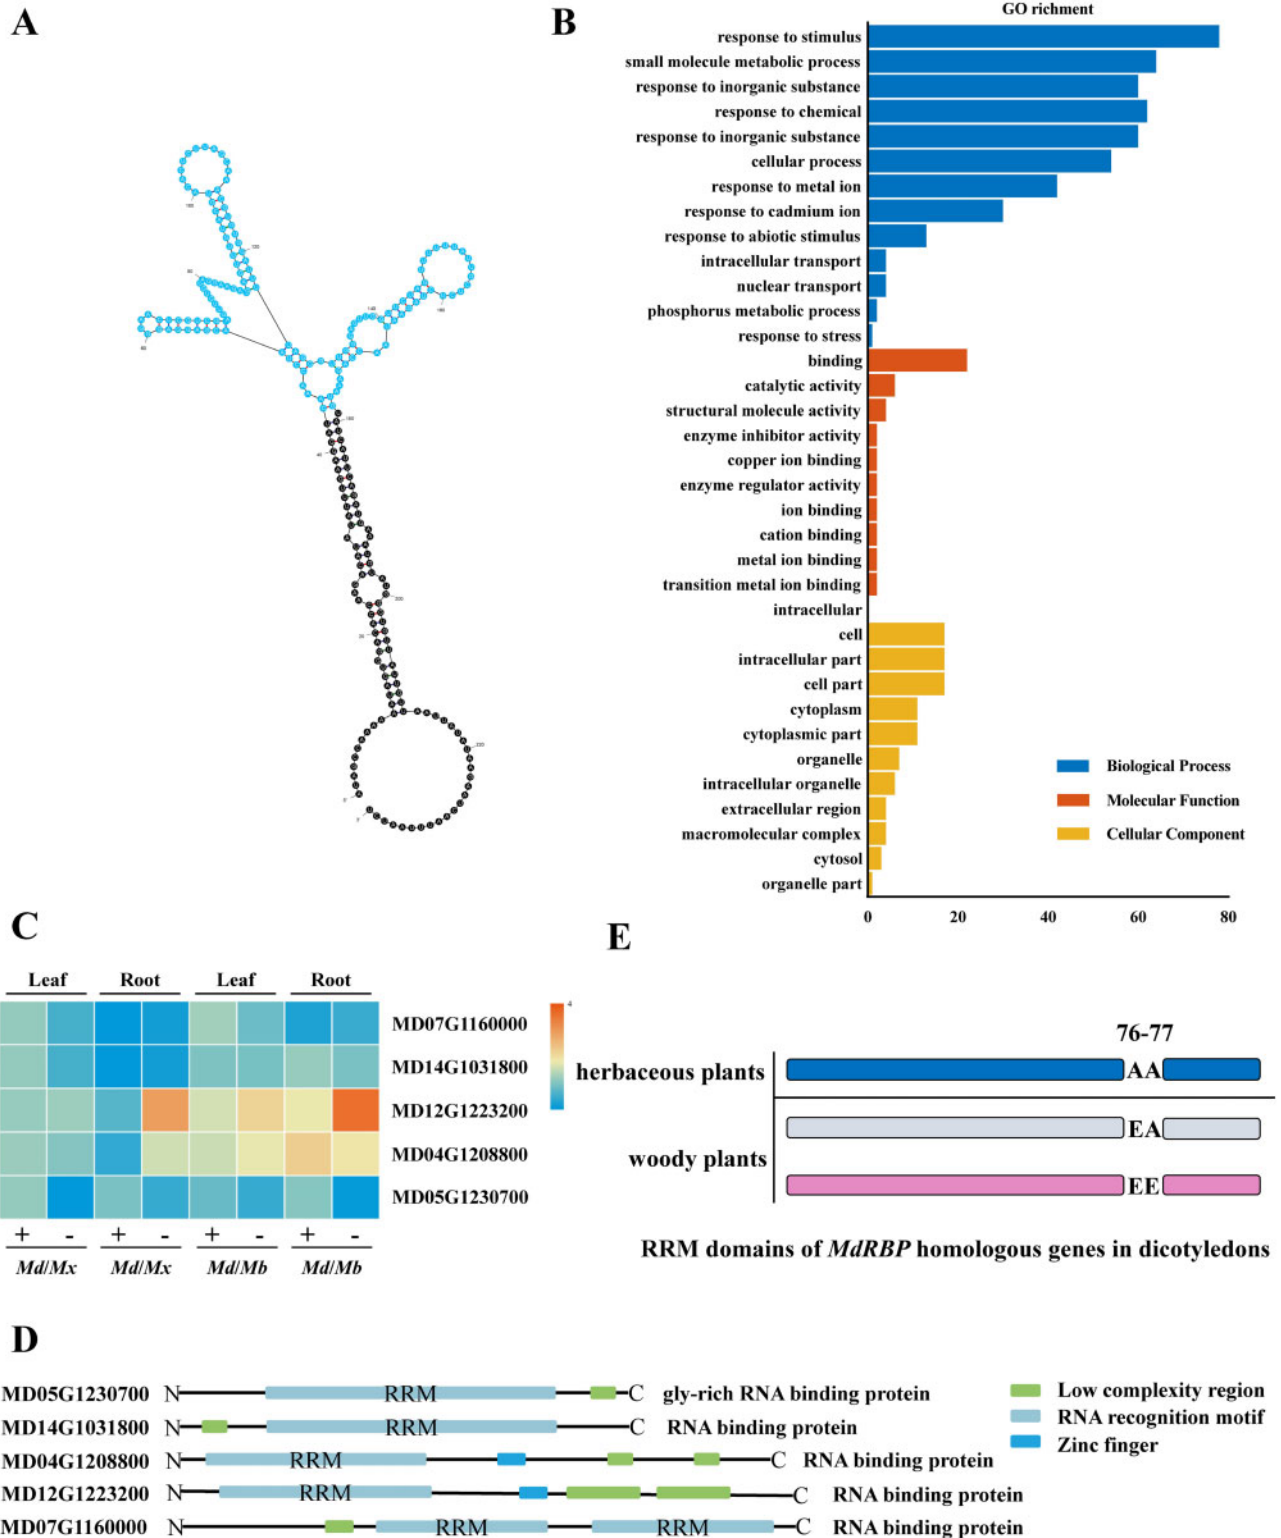 A
B
GO richment
response to stimulus
small molecule metabolic process
response to inorganic substance
response to chemical
response to inorganic substance
cellular process
response to metal ion
response to cadmium ion
response to abiotic stimulus
intracellular transport
nuclear transport
phosphorus metabolic process
response to stress
binding
catalytic activity
structural molecule activity
enzyme inhibitor activity
copper ion binding
enzyme regulator activity
ion binding
cation binding
metal ion binding
transition metal ion binding
intracellular
cell
intracellular part
cell part
cytoplasm
cytoplasmic part
organelle
intracellular organelle
extracellular region
macromolecular complex
cytosol
organelle part
0 20 40 60 80
Biological Process
Molecular Function
Cellular Component
C
Leaf Root Leaf Root
MD07G1160000
MD14G1031800
MD12G1223200
MD04G1208800
MD05G1230700
+ - + - + - + -
Md/Mx Md/Mx Md/Mb Md/Mb
4
E
76-77
herbaceous plants AA
woody plants
EA
EE
RRM domains of MdRBP homologous genes in dicotyledons
D
MD05G1230700 N RRM C gly-rich RNA binding protein
MD14G1031800 N RRM C RNA binding protein
MD04G1208800 N RRM C RNA binding protein
MD12G1223200 N RRM C RNA binding protein
MD07G1160000 N RRM RRM C RNA binding protein
Low complexity region
RNA recognition motif
Zinc finger